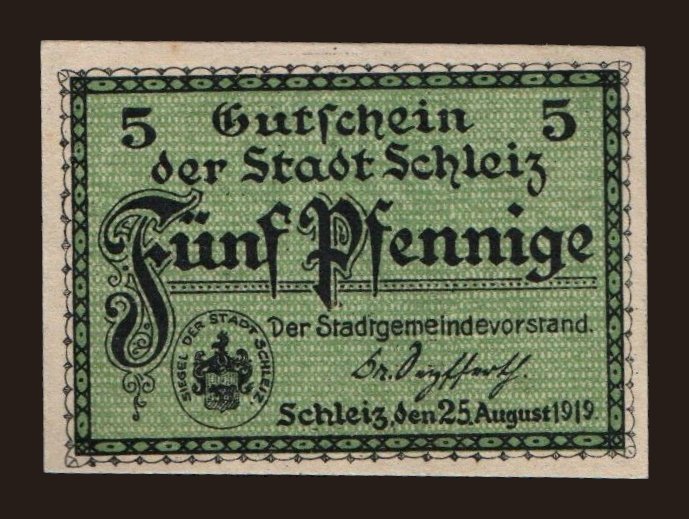 5 Gutschein 5
der Stadt Schleiz
Fünf Pfennige
Der Stadtgemeindevorstand.
SIEGEL DER STADT SCHLEIZ
Schleiz, den 25. August 1919